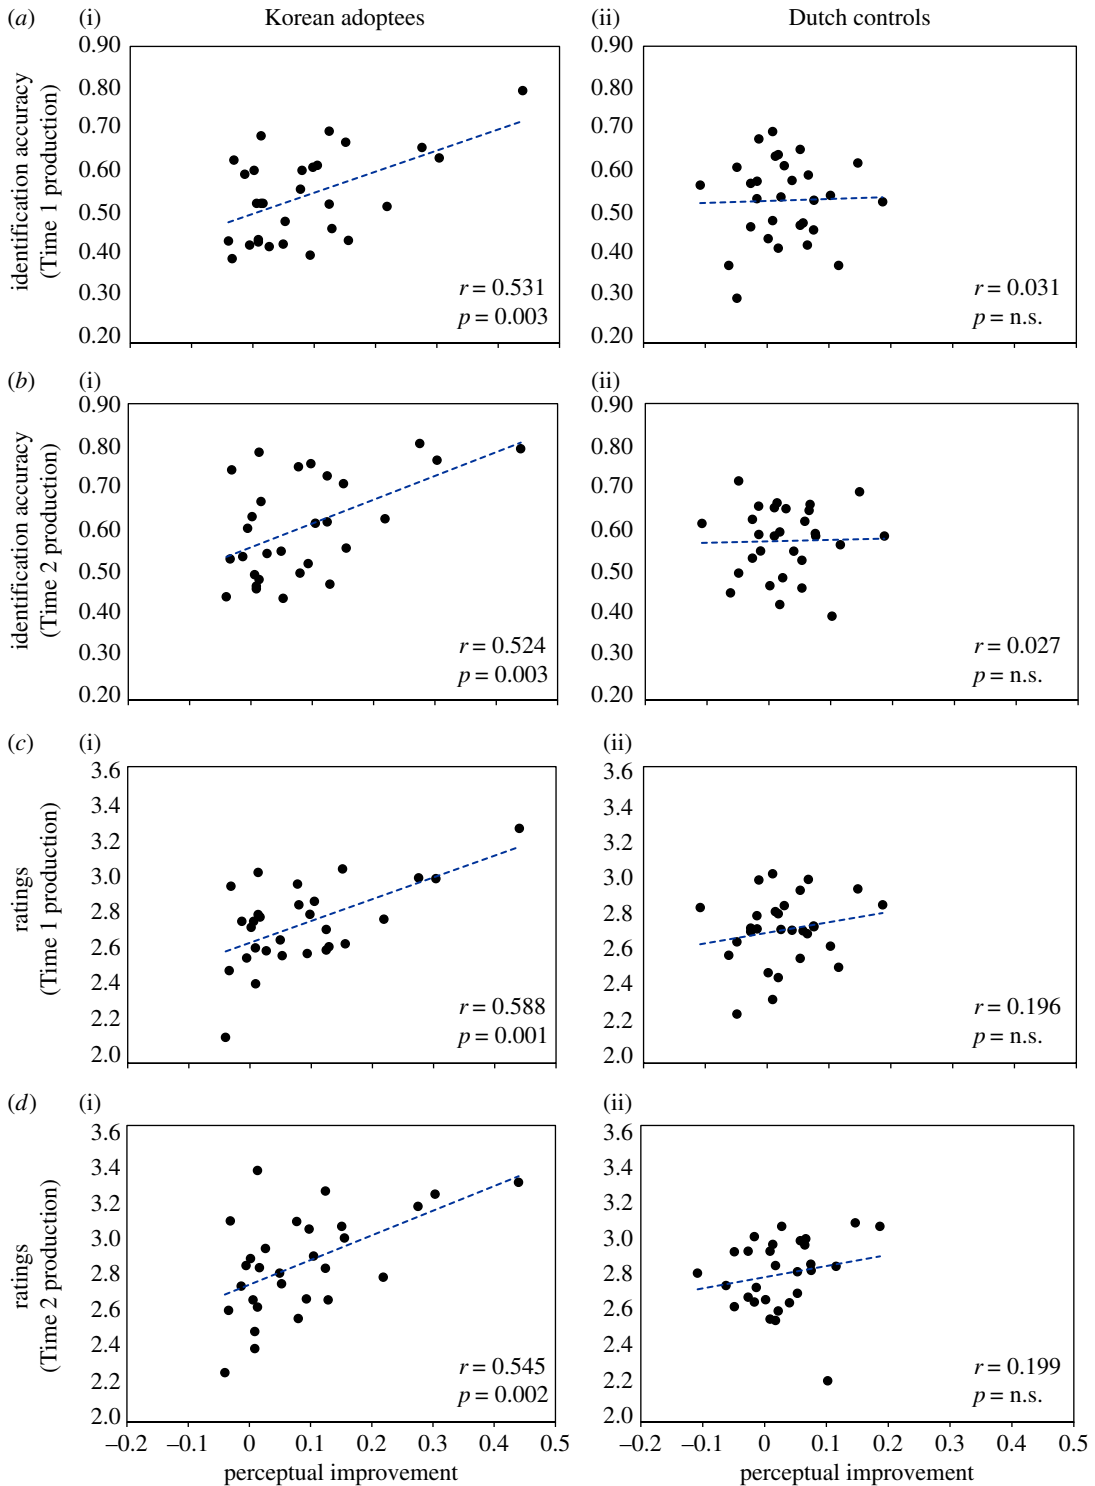 (a) (i) Korean adoptees (ii) Dutch controls
identification accuracy
(Time 1 production)
0.90
0.80
0.70
0.60
0.50
0.40
0.30
0.20
r = 0.531
p = 0.003
0.90
0.80
0.70
0.60
0.50
0.40
0.30
0.20
r = 0.031
p = n.s.
(b) (i) (ii)
identification accuracy
(Time 2 production)
0.90
0.80
0.70
0.60
0.50
0.40
0.30
0.20
r = 0.524
p = 0.003
0.90
0.80
0.70
0.60
0.50
0.40
0.30
0.20
r = 0.027
p = n.s.
(c) (i) (ii)
ratings
(Time 1 production)
3.6
3.4
3.2
3.0
2.8
2.6
2.4
2.2
2.0
r = 0.588
p = 0.001
3.6
3.4
3.2
3.0
2.8
2.6
2.4
2.2
2.0
r = 0.196
p = n.s.
(d) (i) (ii)
ratings
(Time 2 production)
3.6
3.4
3.2
3.0
2.8
2.6
2.4
2.2
2.0
r = 0.545
p = 0.002
–0.2 –0.1 0 0.1 0.2 0.3 0.4 0.5
perceptual improvement
3.6
3.4
3.2
3.0
2.8
2.6
2.4
2.2
2.0
r = 0.199
p = n.s.
–0.2 –0.1 0 0.1 0.2 0.3 0.4 0.5
perceptual improvement